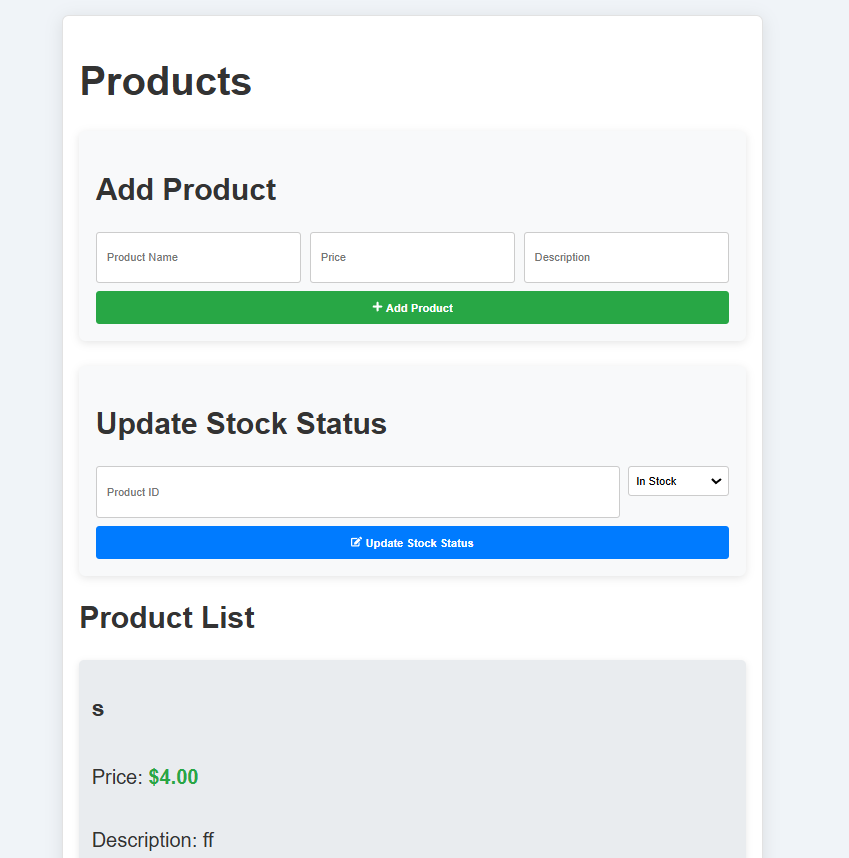 Products
Add Product
Product Name Price Description
Add Product
Update Stock Status
Product ID In Stock
Update Stock Status
Product List
s
Price: $4.00
Description: ff